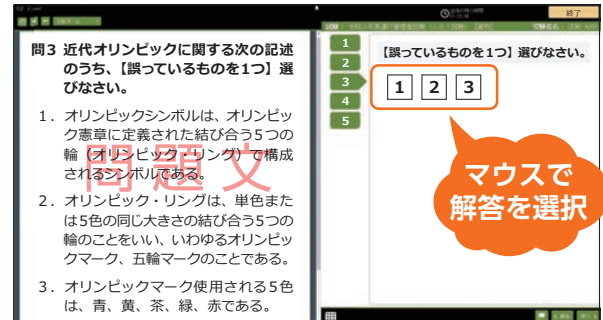 終了
問3 近代オリンピックに関する次の記述
のうち、【誤っているものを1つ】選
びなさい。
1. オリンピックシンボルは、オリンピッ
ク憲章に定義された結び合う5つの
輪（オリンピック・リング）で構成
されるシンボルである。
2. オリンピック・リングは、単色また
は5色の同じ大きさの結び合う5つの
輪のことをいい、いわゆるオリンピッ
クマーク、五輪マークのことである。
3. オリンピックマーク使用される5色
は、青、黄、茶、緑、赤である。
問題文
1
2
3
4
5
【誤っているものを1つ】選びなさい。
1 2 3
マウスで
解答を選択